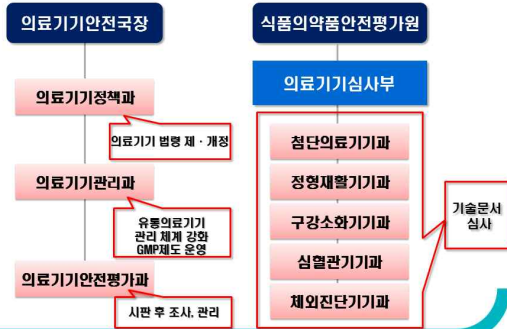 의료기기안전국장
의료기기정책과
의료기기 법령 제 · 개정
의료기기관리과
유통의료기기
관리 체계 강화
GMP제도 운영
의료기기안전평가과
시판 후 조사, 관리
식품의약품안전평가원
의료기기심사부
첨단의료기기과
정형재활기기과
구강소화기기과
심혈관기기과
체외진단기기과
기술문서
심사